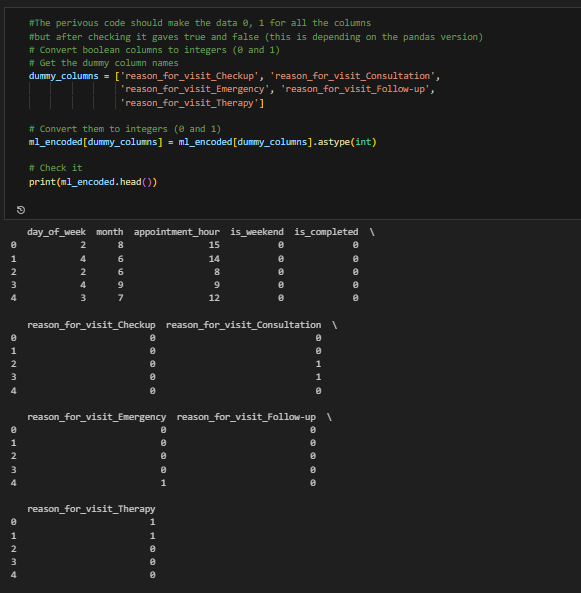 #The perivous code should make the data 0, 1 for all the columns
#but after checking it gaves true and false (this is depending on the pandas version)
# Convert boolean columns to integers (0 and 1)
# Get the dummy column names
dummy_columns = ['reason_for_visit_Checkup', 'reason_for_visit_Consultation',
'reason_for_visit_Emergency', 'reason_for_visit_Follow-up',
'reason_for_visit_Therapy']
# Convert them to integers (0 and 1)
ml_encoded[dummy_columns] = ml_encoded[dummy_columns].astype(int)
# Check it
print(ml_encoded.head())
day_of_week month appointment_hour is_weekend is_completed \
0 2 8 15 0 0
1 4 6 14 0 0
2 2 6 8 0 0
3 4 9 9 0 0
4 3 7 12 0 0
reason_for_visit_Checkup reason_for_visit_Consultation \
0 0 0
1 0 0
2 0 1
3 0 1
4 0 0
reason_for_visit_Emergency reason_for_visit_Follow-up \
0 0 0
1 0 0
2 0 0
3 0 0
4 1 0
reason_for_visit_Therapy
0 1
1 1
2 0
3 0
4 0